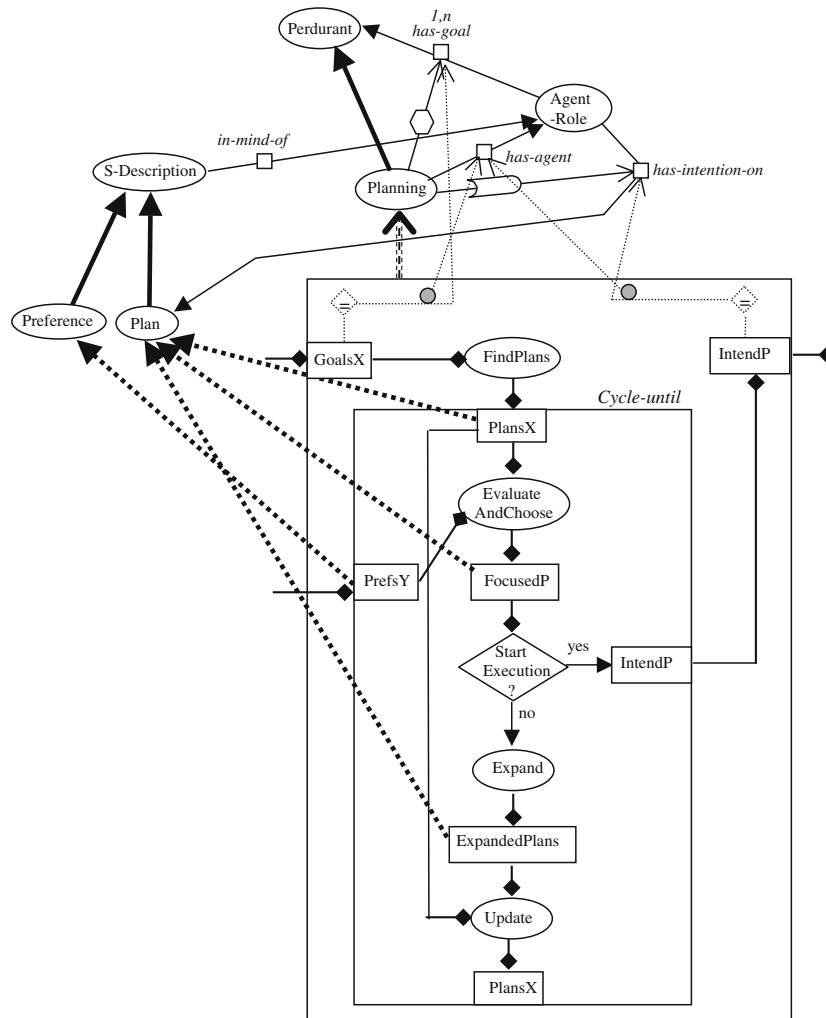 1,n
has-goal
Perdurant
Agent
-Role
in-mind-of
has-agent
S-Description
Planning
has-intention-on
=
=
Preference
Plan
GoalsX
FindPlans
IntendP
Cycle-until
PlansX
Evaluate
AndChoose
PrefsY
FocusedP
Start
Execution
?
yes
IntendP
no
Expand
ExpandedPlans
Update
PlansX